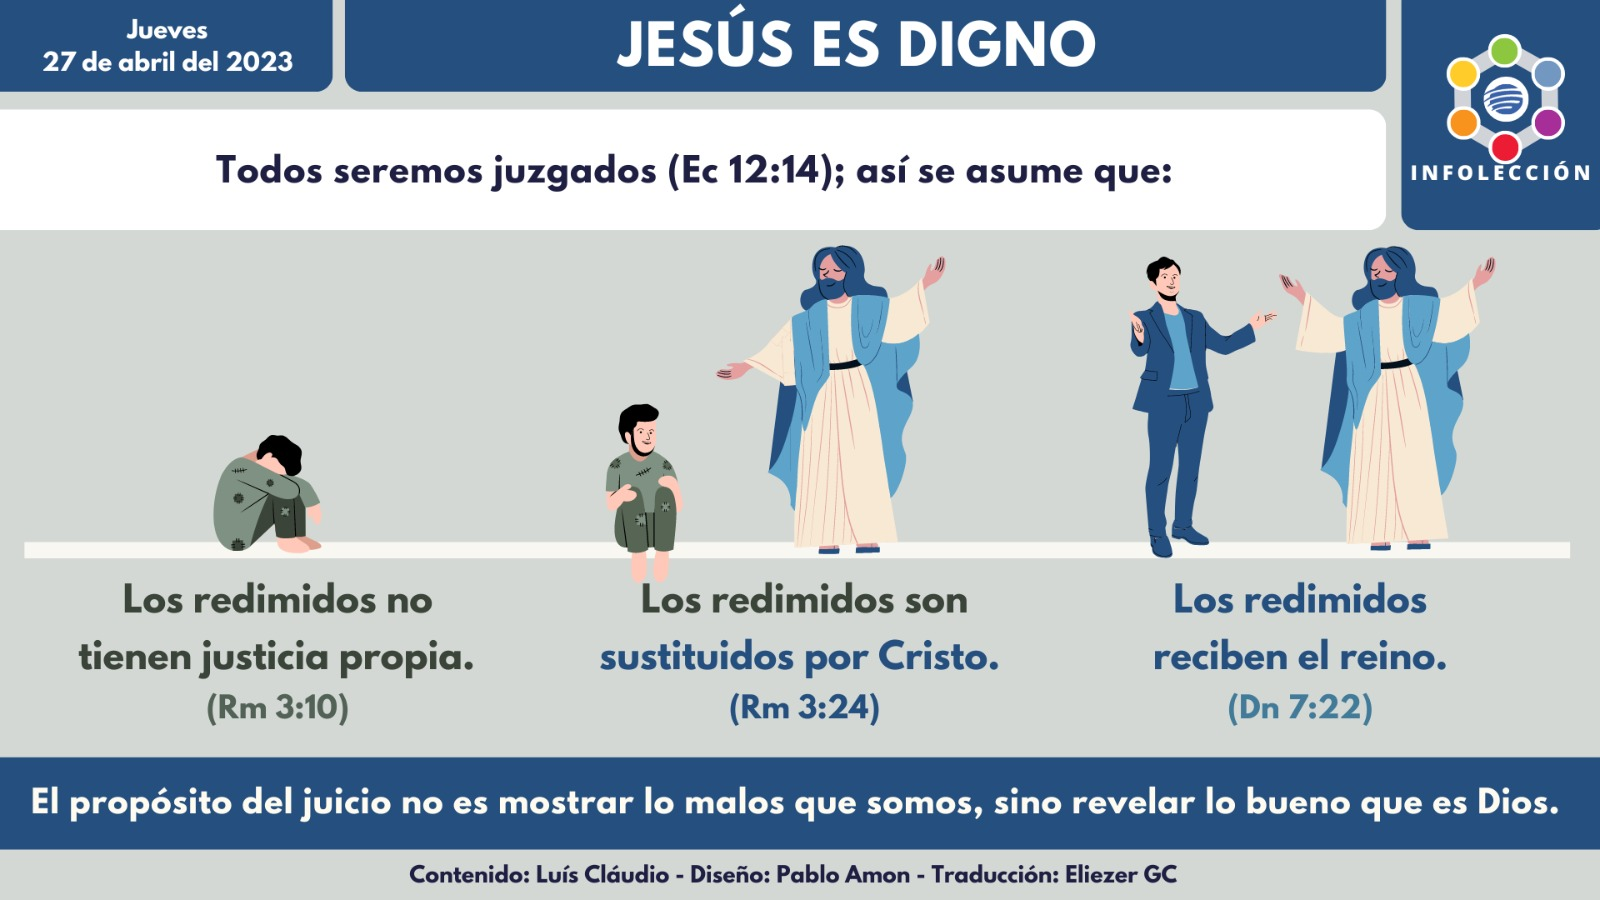 Jueves
27 de abril del 2023
JESÚS ES DIGNO
INFOLECCIÓN
Todos seremos juzgados (Ec 12:14); así se asume que:
Los redimidos no
tienen justicia propia.
(Rm 3:10)
Los redimidos son
sustituidos por Cristo.
(Rm 3:24)
Los redimidos
reciben el reino.
(Dn 7:22)
El propósito del juicio no es mostrar lo malos que somos, sino revelar lo bueno que es Dios.
Contenido: Luís Cláudio - Diseño: Pablo Amon - Traducción: Eliezer GC